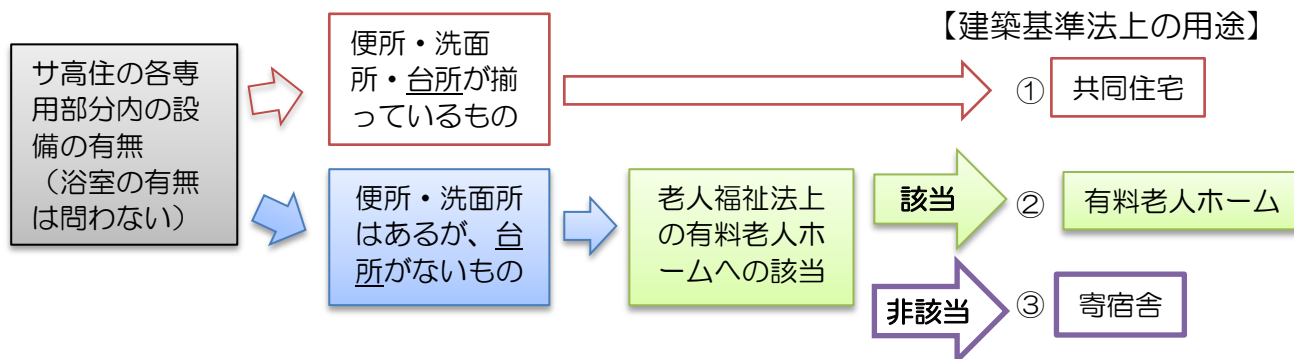 【建築基準法上の用途】
サ高住の各専
用部分内の設
備の有無
（浴室の有無
は問わない）
便所・洗面
所・台所が揃
っているもの
① 共同住宅
便所・洗面所
はあるが、台
所がないもの
老人福祉法上
の有料老人ホ
ームへの該当
該当
② 有料老人ホーム
非該当
③ 寄宿舎